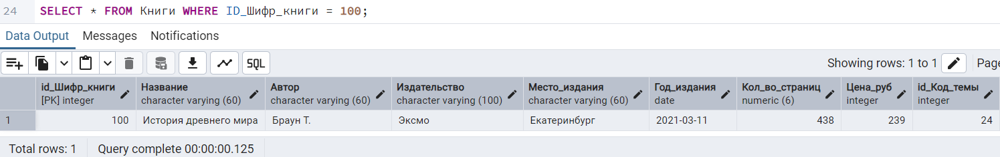 24 SELECT * FROM Книги WHERE ID_Шифр_книги = 100;
Data Output Messages Notifications
SQL Showing rows: 1 to 1 Page
id_Шифр_книги Название Автор Издательство Место_издания Год_издания Кол_во_страниц Цена_руб id_Код_темы
[PK] integer character varying (60) character varying (60) character varying (100) character varying (60) date numeric (6) integer integer
1 100 История древнего мира Браун Т. Эксмо Екатеринбург 2021-03-11 438 239 24
Total rows: 1 Query complete 00:00:00.125